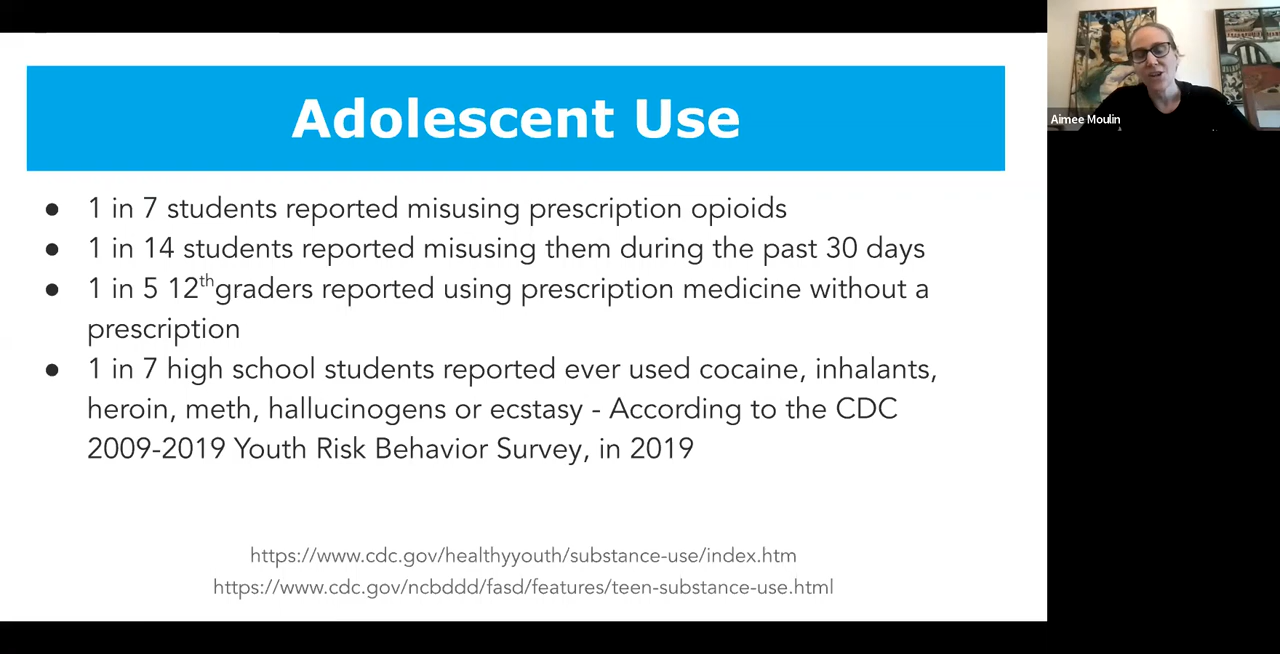 Adolescent Use
● 1 in 7 students reported misusing prescription opioids
● 1 in 14 students reported misusing them during the past 30 days
● 1 in 5 12thgraders reported using prescription medicine without a
prescription
● 1 in 7 high school students reported ever used cocaine, inhalants,
heroin, meth, hallucinogens or ecstasy - According to the CDC
2009-2019 Youth Risk Behavior Survey, in 2019
https://www.cdc.gov/healthyyouth/substance-use/index.htm
https://www.cdc.gov/ncbddd/fasd/features/teen-substance-use.html
Aimee Moulin